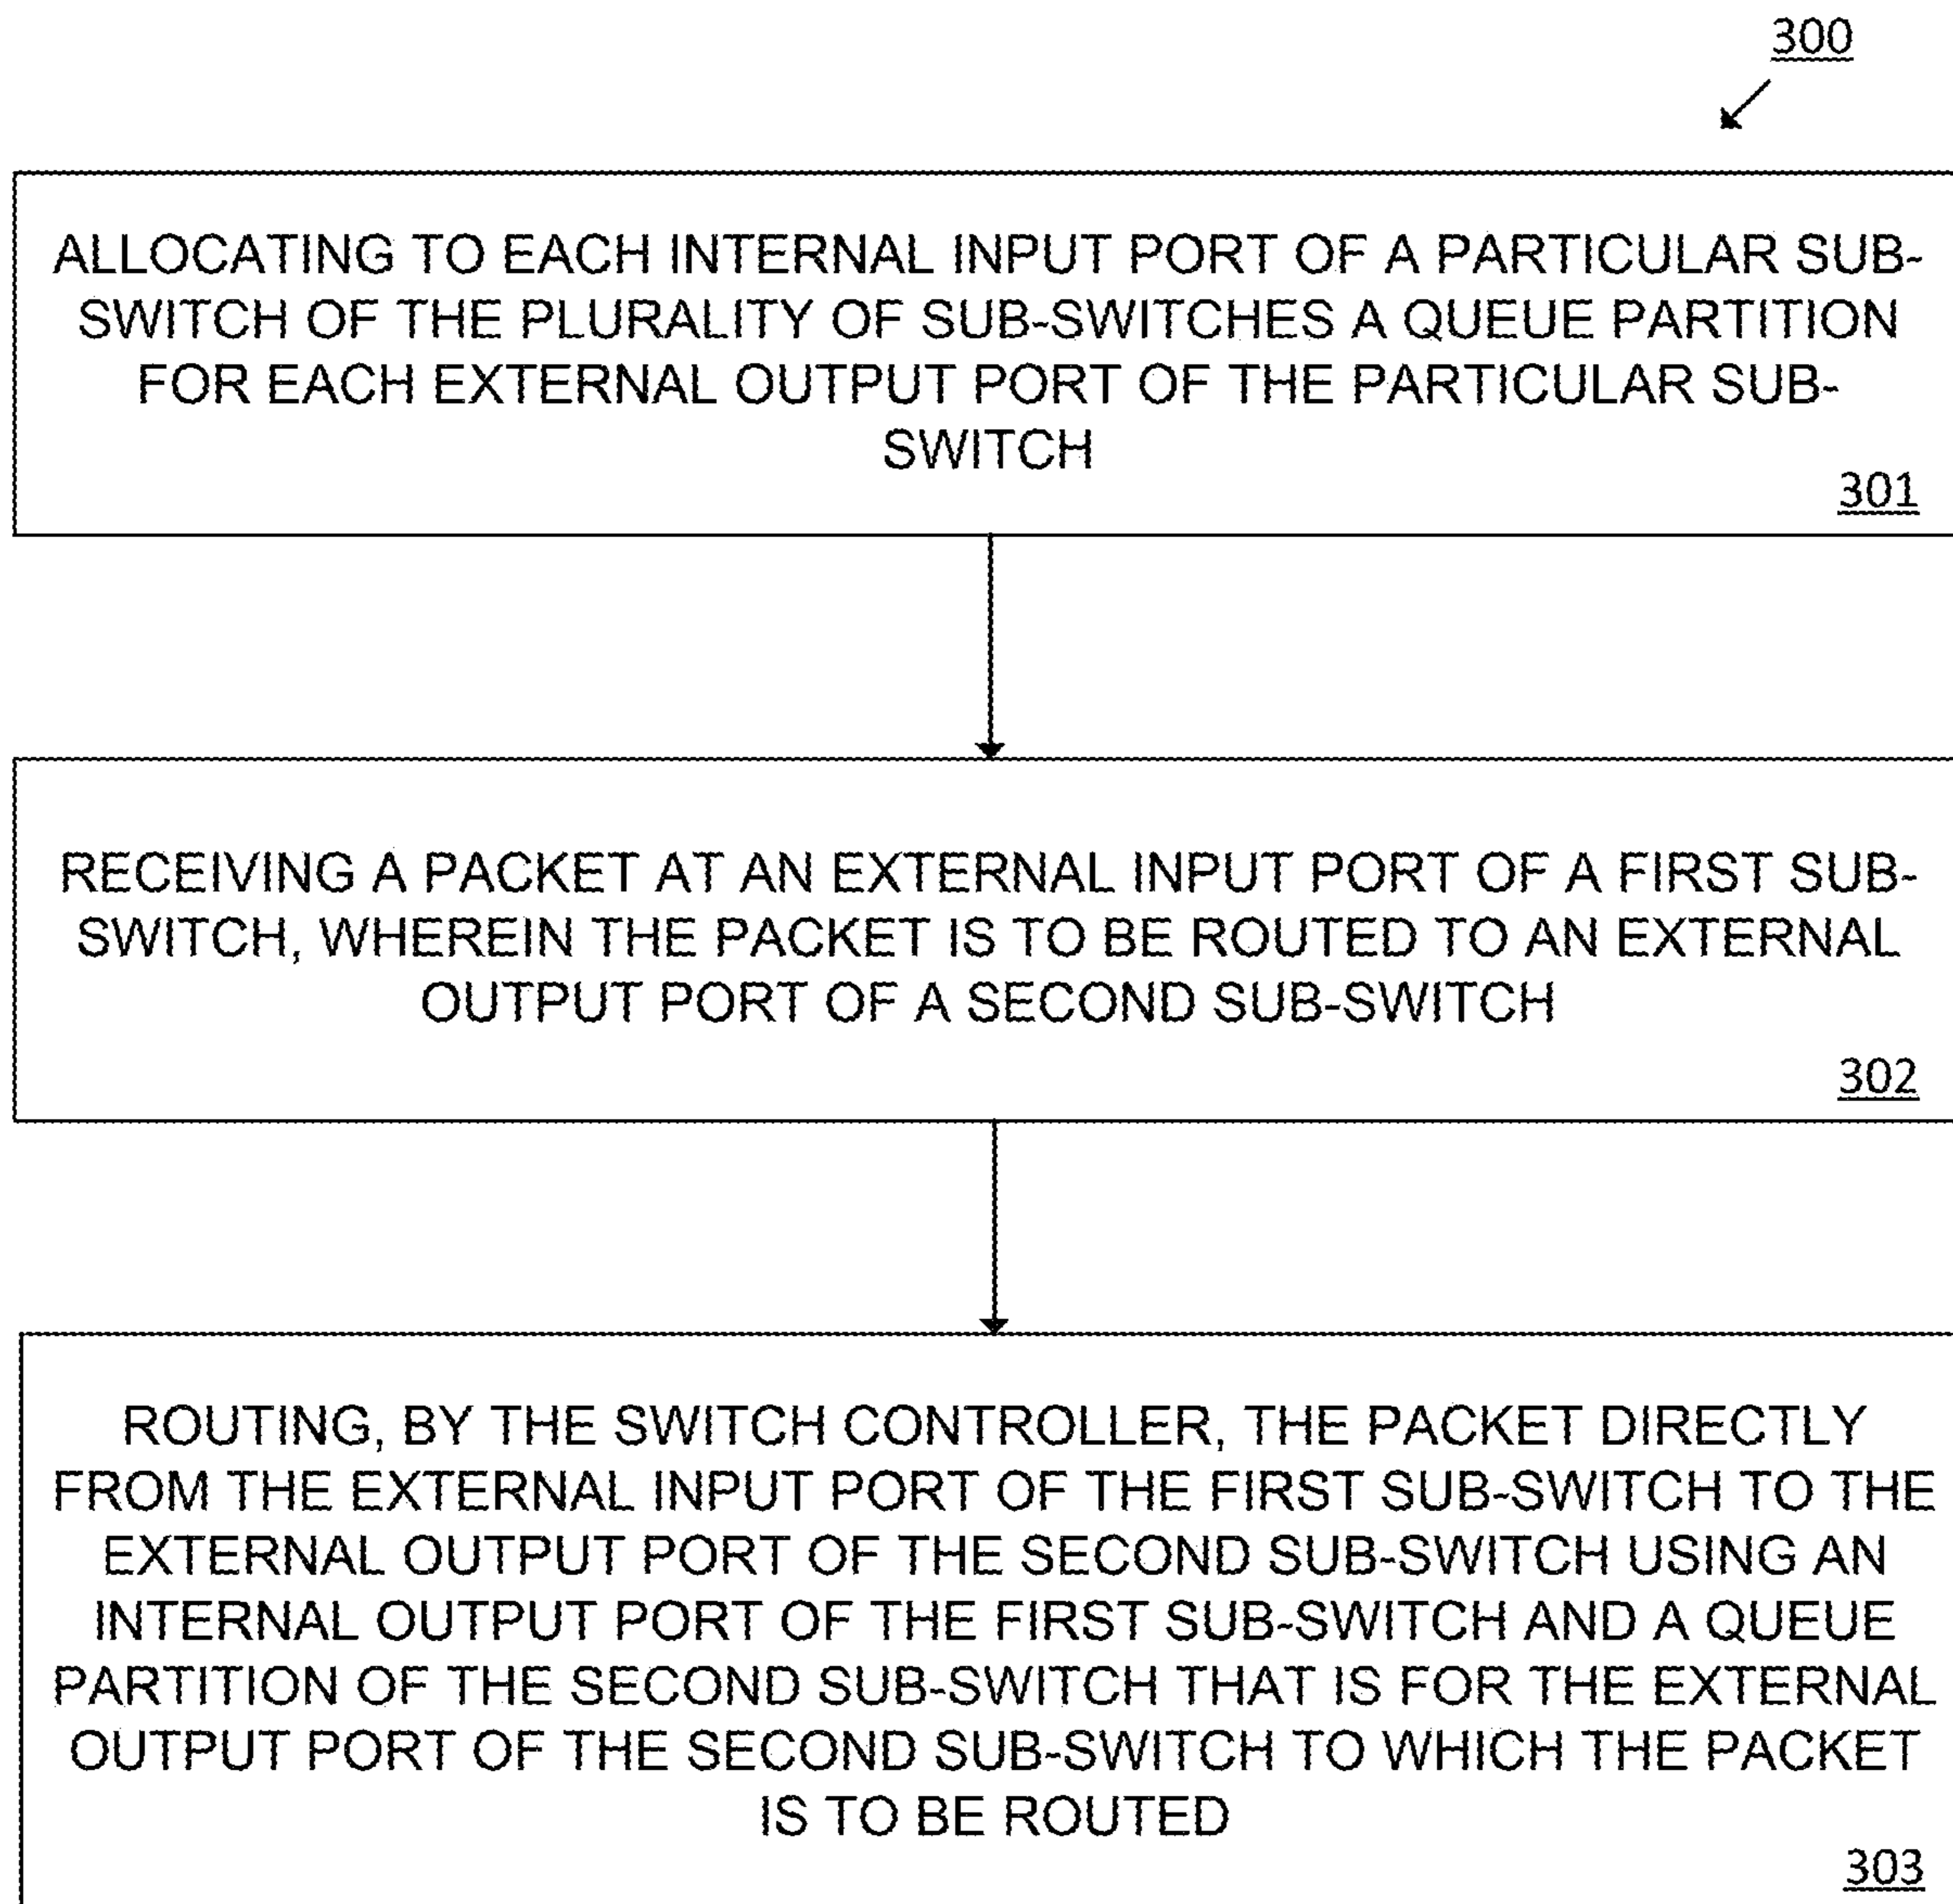 300
ALLOCATING TO EACH INTERNAL INPUT PORT OF A PARTICULAR SUB-
SWITCH OF THE PLURALITY OF SUB-SWITCHES A QUEUE PARTITION
FOR EACH EXTERNAL OUTPUT PORT OF THE PARTICULAR SUB-
SWITCH
301
RECEIVING A PACKET AT AN EXTERNAL INPUT PORT OF A FIRST SUB-
SWITCH, WHEREIN THE PACKET IS TO BE ROUTED TO AN EXTERNAL
OUTPUT PORT OF A SECOND SUB-SWITCH
302
ROUTING, BY THE SWITCH CONTROLLER, THE PACKET DIRECTLY
FROM THE EXTERNAL INPUT PORT OF THE FIRST SUB-SWITCH TO THE
EXTERNAL OUTPUT PORT OF THE SECOND SUB-SWITCH USING AN
INTERNAL OUTPUT PORT OF THE FIRST SUB-SWITCH AND A QUEUE
PARTITION OF THE SECOND SUB-SWITCH THAT IS FOR THE EXTERNAL
OUTPUT PORT OF THE SECOND SUB-SWITCH TO WHICH THE PACKET
IS TO BE ROUTED
303